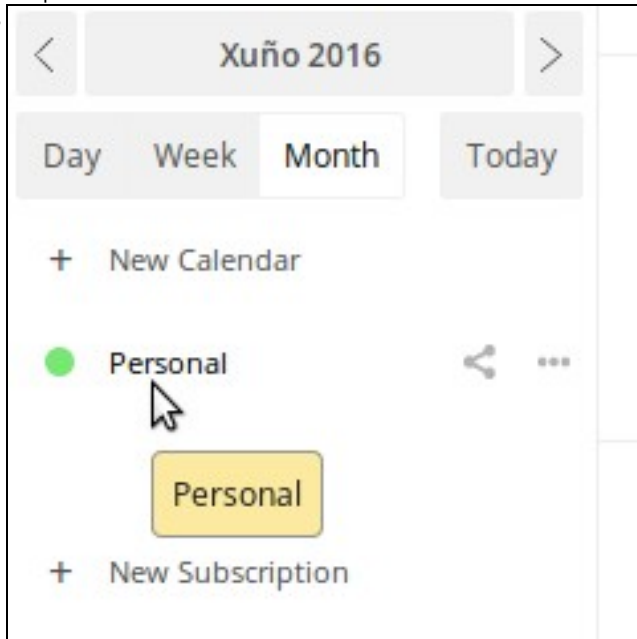 Xuño 2016
Day Week Month Today
+ New Calendar
Personal
Personal
+ New Subscription